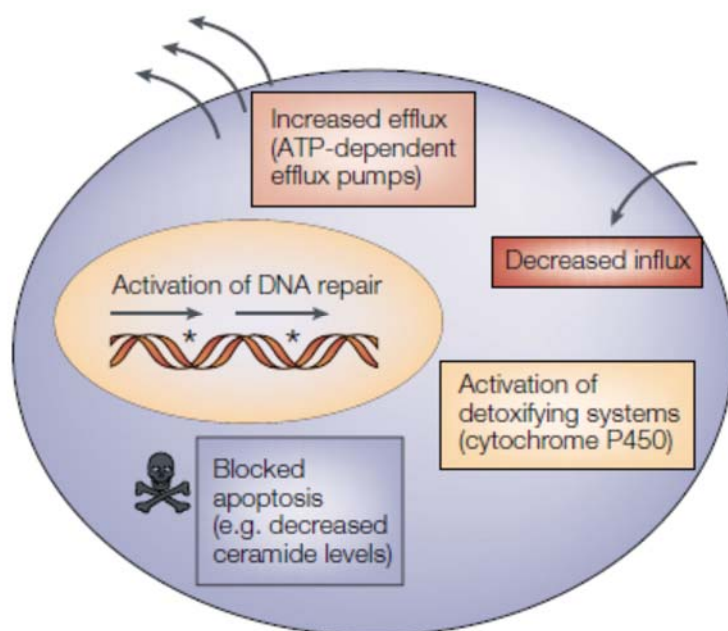 Increased efflux
(ATP-dependent
efflux pumps)
Decreased influx
Activation of DNA repair
* *
Activation of
detoxifying systems
(cytochrome P450)
Blocked
apoptosis
(e.g. decreased
ceramide levels)